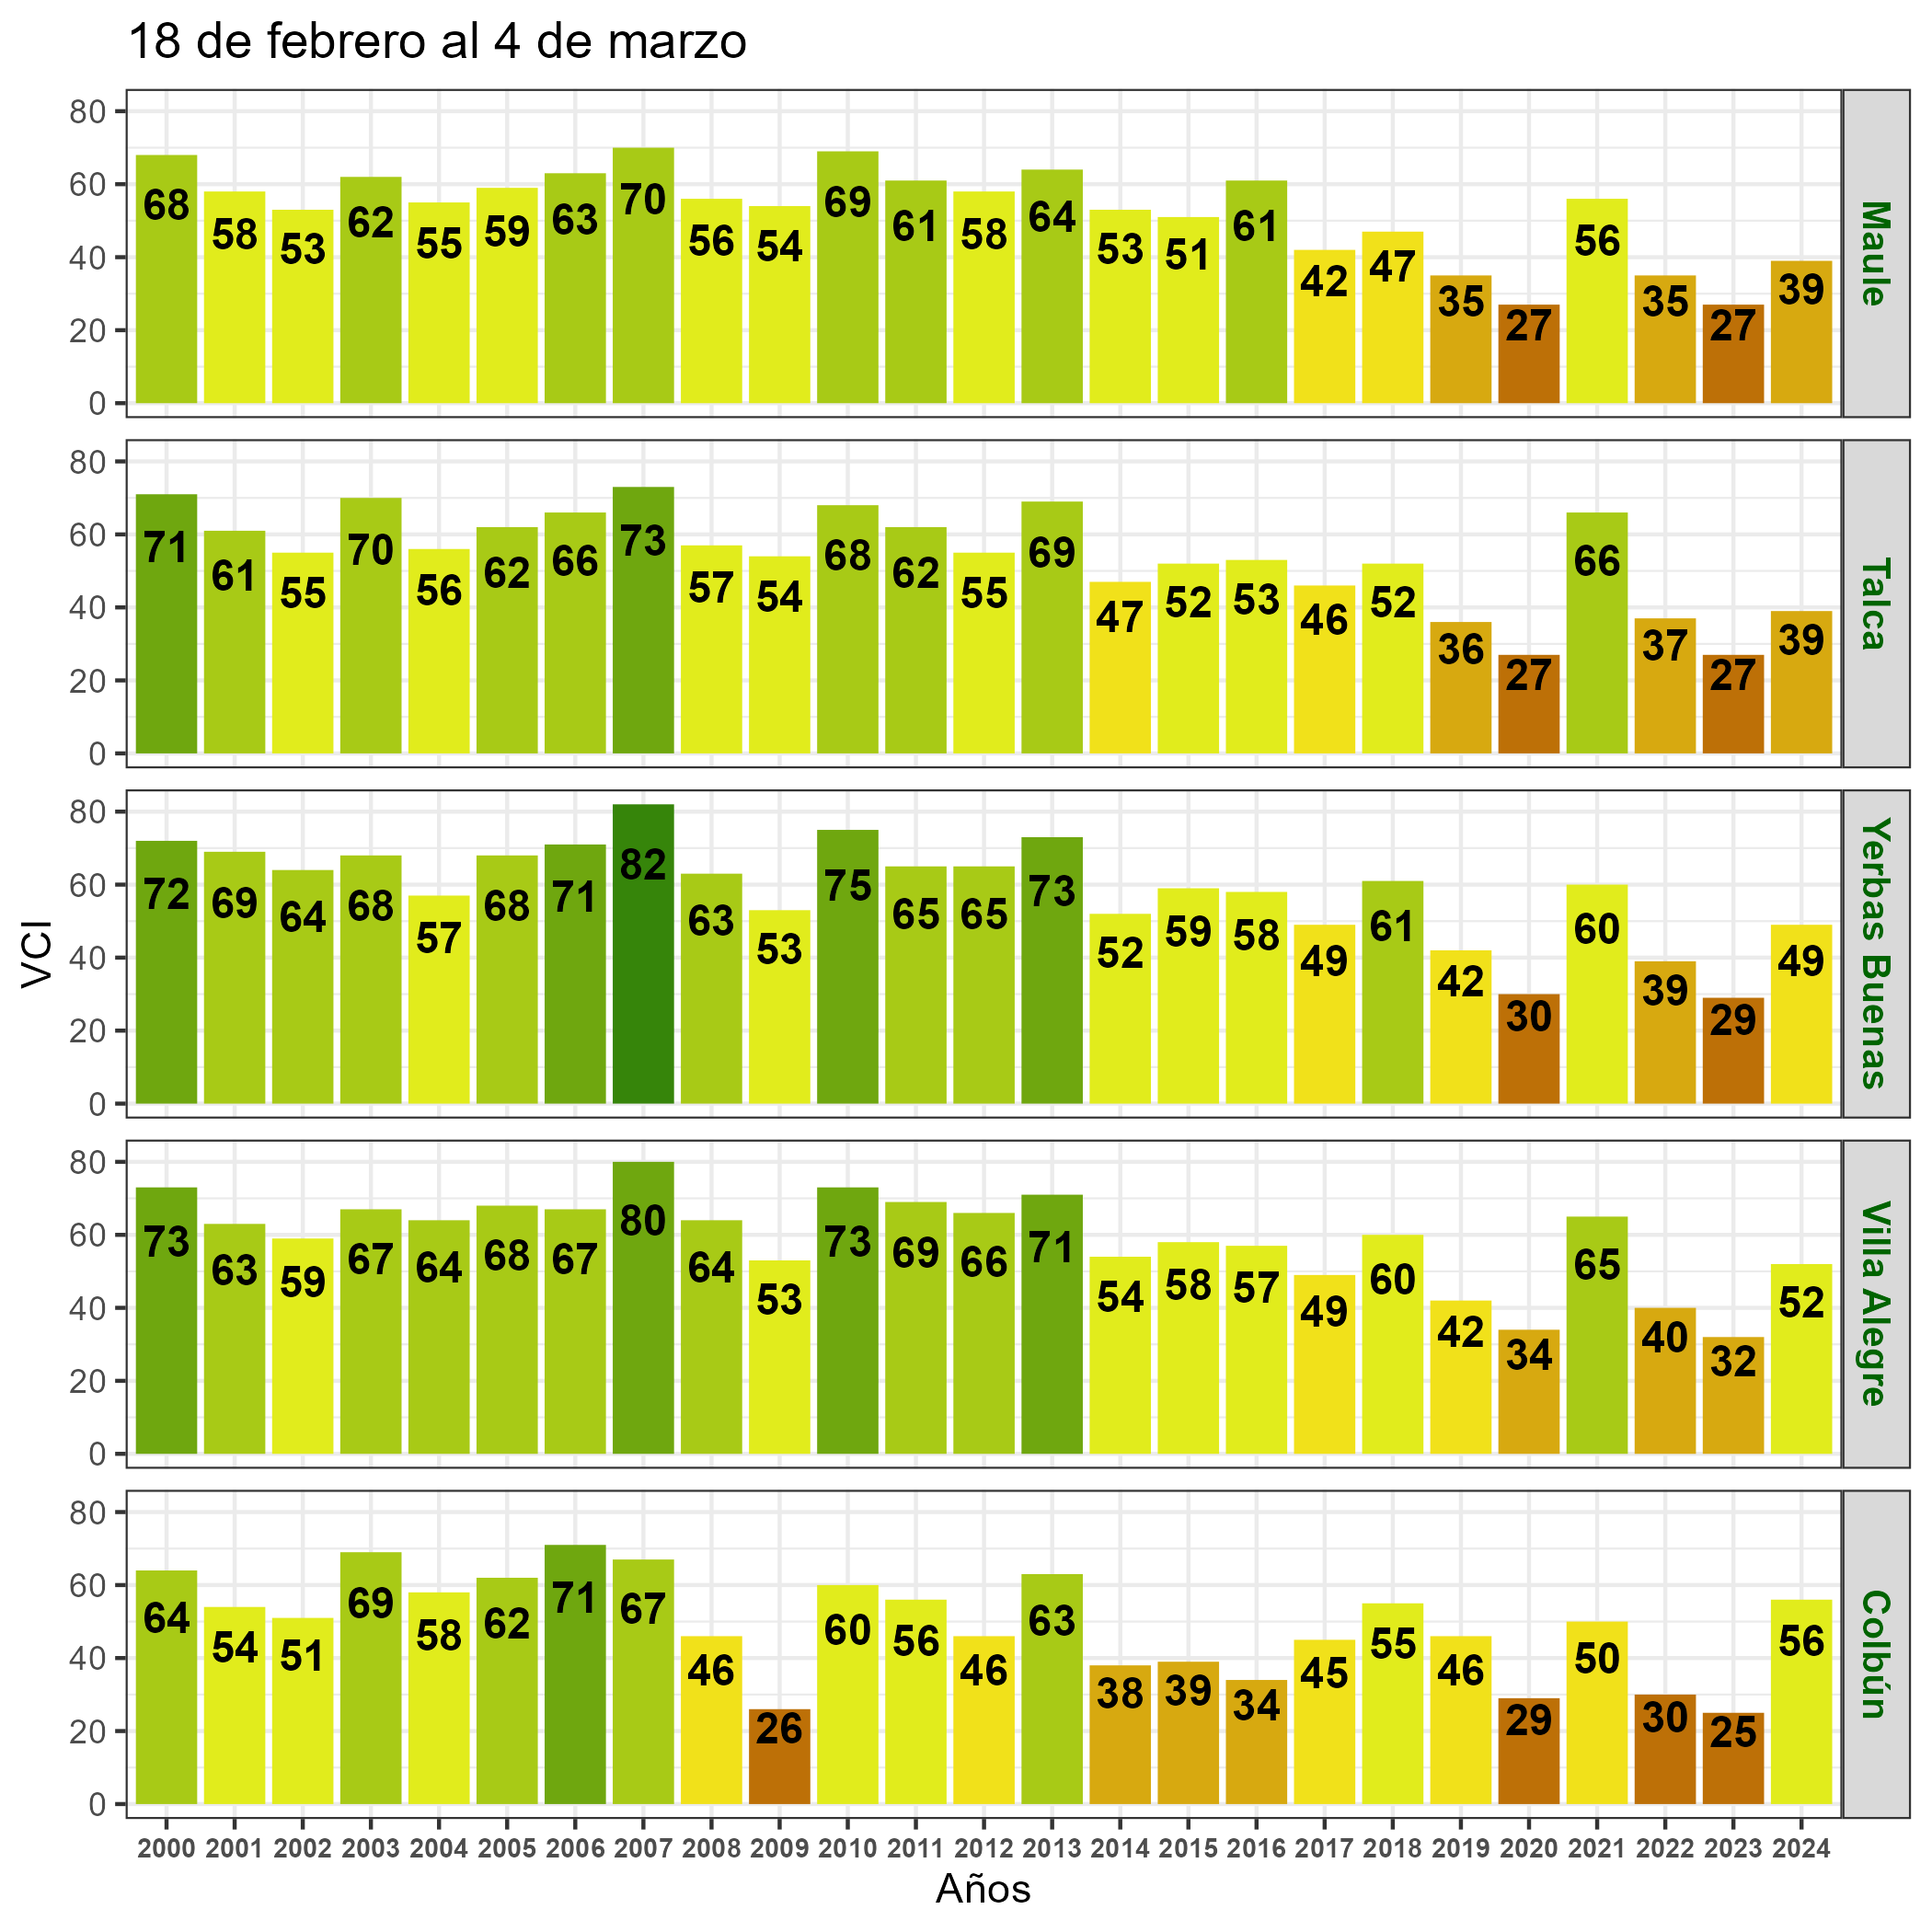 18 de febrero al 4 de marzo
80
60
40
20
0
68 58 53 62 55 59 63 70 56 54 69 61 58 64 53 51 61 42 47 35 27 56 35 27 39
Maule
80
60
40
20
0
71 61 55 70 56 62 66 73 57 54 68 62 55 69 47 52 53 46 52 36 27 66 37 27 39
Talca
VCI
80
60
40
20
0
72 69 64 68 57 68 71 82 63 53 75 65 65 73 52 59 58 49 61 42 30 60 39 29 49
Yerbas Buenas
80
60
40
20
0
73 63 59 67 64 68 67 80 64 53 73 69 66 71 54 58 57 49 60 42 34 65 40 32 52
Villa Alegre
80
60
40
20
0
64 54 51 69 58 62 71 67 46 26 60 56 46 63 38 39 34 45 55 46 29 50 30 25 56
Colbún
2000 2001 2002 2003 2004 2005 2006 2007 2008 2009 2010 2011 2012 2013 2014 2015 2016 2017 2018 2019 2020 2021 2022 2023 2024
Años